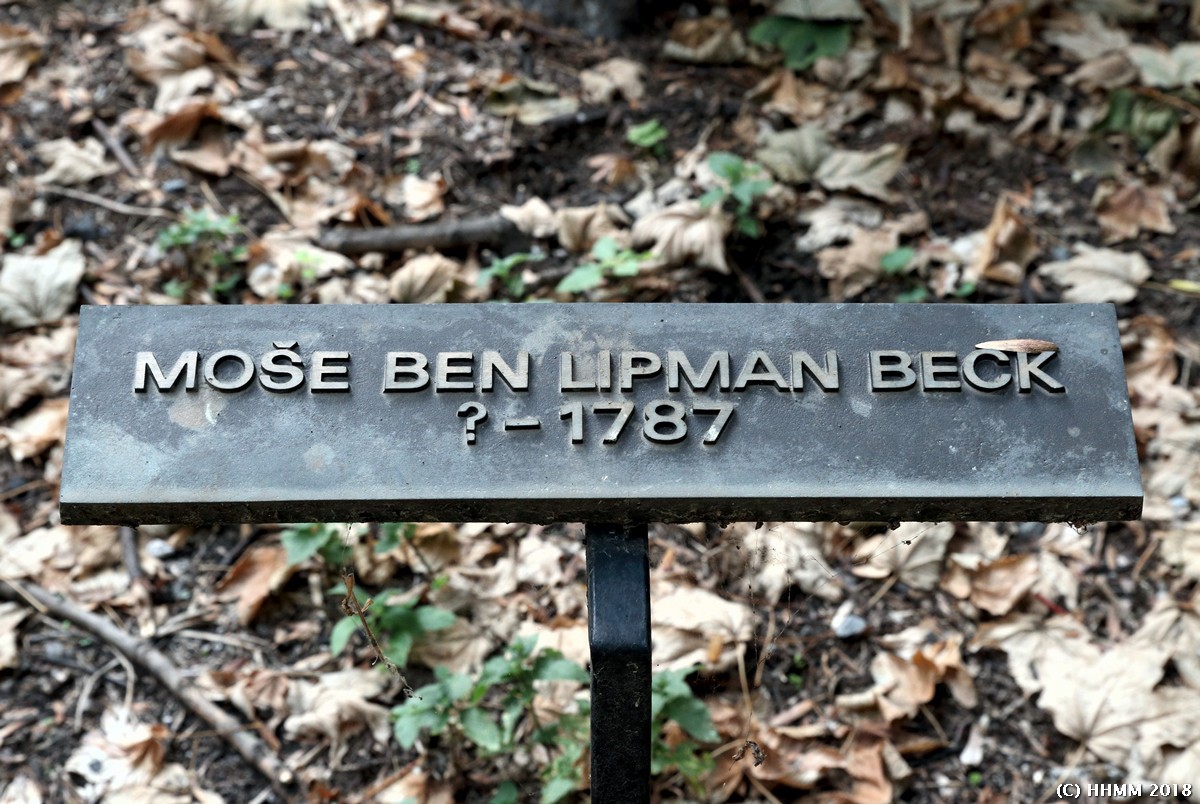 MOŠE BEN LIPMAN BECK
? – 1787
(C) HHMM 2018